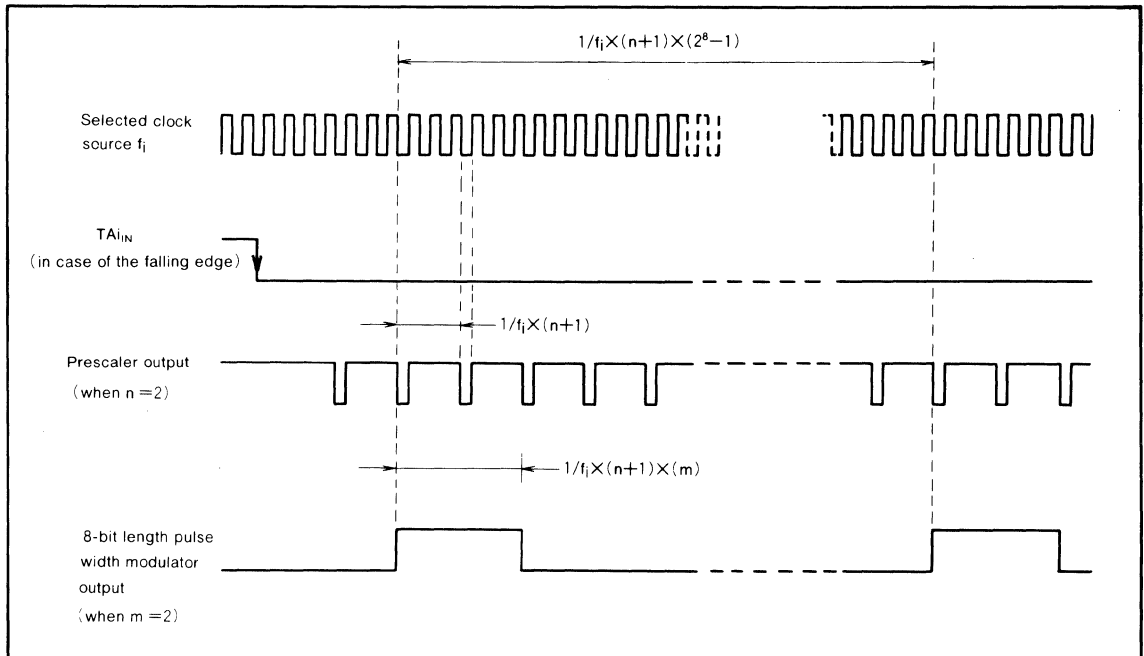 1/fᵢ×(n+1)×(2⁸−1)
Selected clock
source fᵢ
TAiIN
(in case of the falling edge)
1/fᵢ×(n+1)
Prescaler output
(when n=2)
1/fᵢ×(n+1)×(m)
8-bit length pulse
width modulator
output
(when m=2)